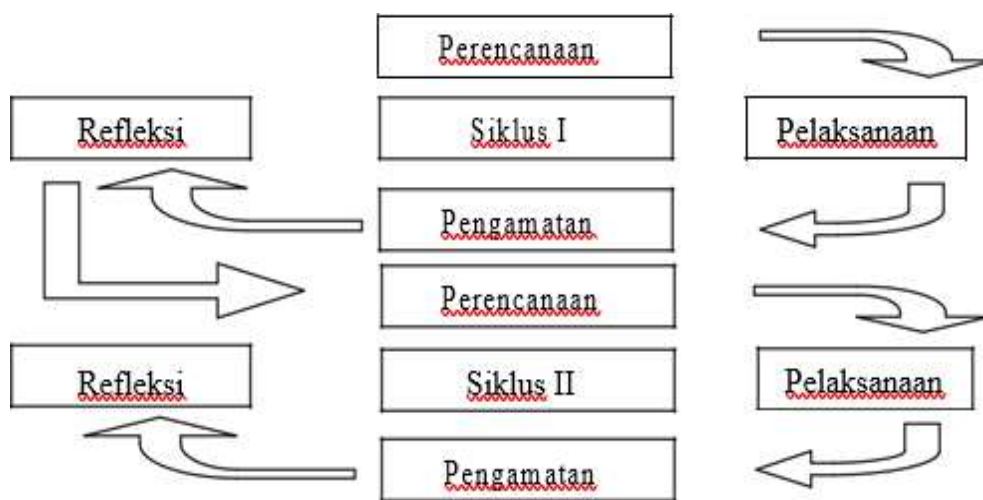 Perencanaan
Refleksi
Siklus I
Pelaksanaan
Pengamatan
Perencanaan
Refleksi
Siklus II
Pelaksanaan
Pengamatan